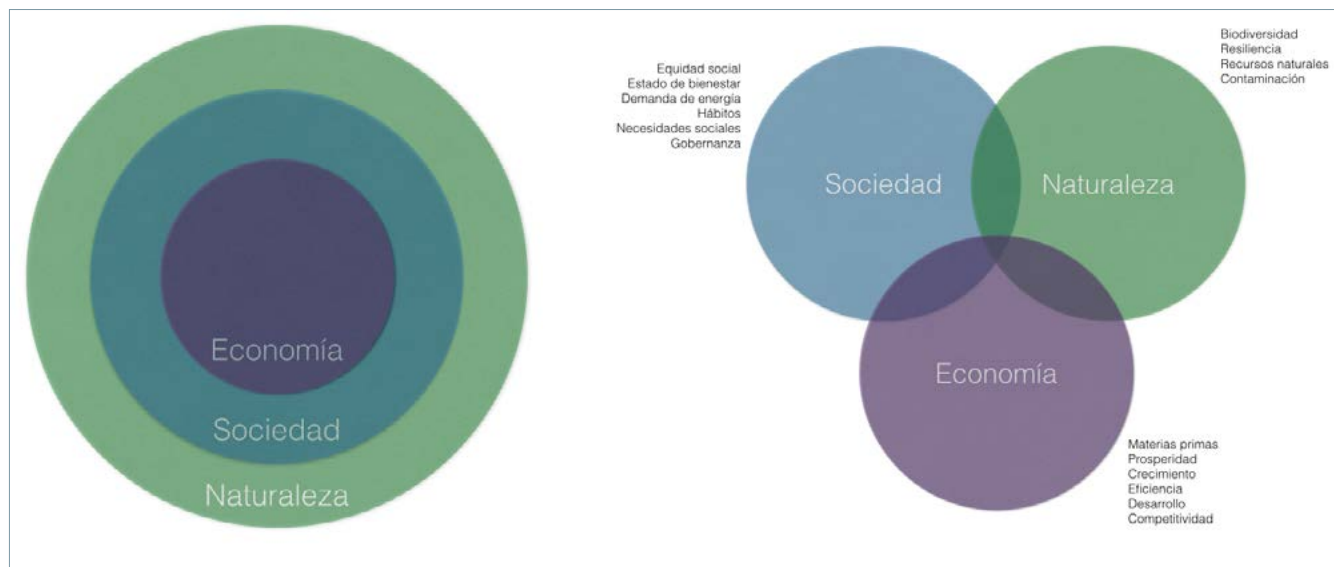 Economía
Sociedad
Naturaleza
Equidad social
Estado de bienestar
Demanda de energía
Hábitos
Necesidades sociales
Gobernanza
Biodiversidad
Resiliencia
Recursos naturales
Contaminación
Sociedad
Naturaleza
Economía
Materias primas
Prosperidad
Crecimiento
Eficiencia
Desarrollo
Competitividad